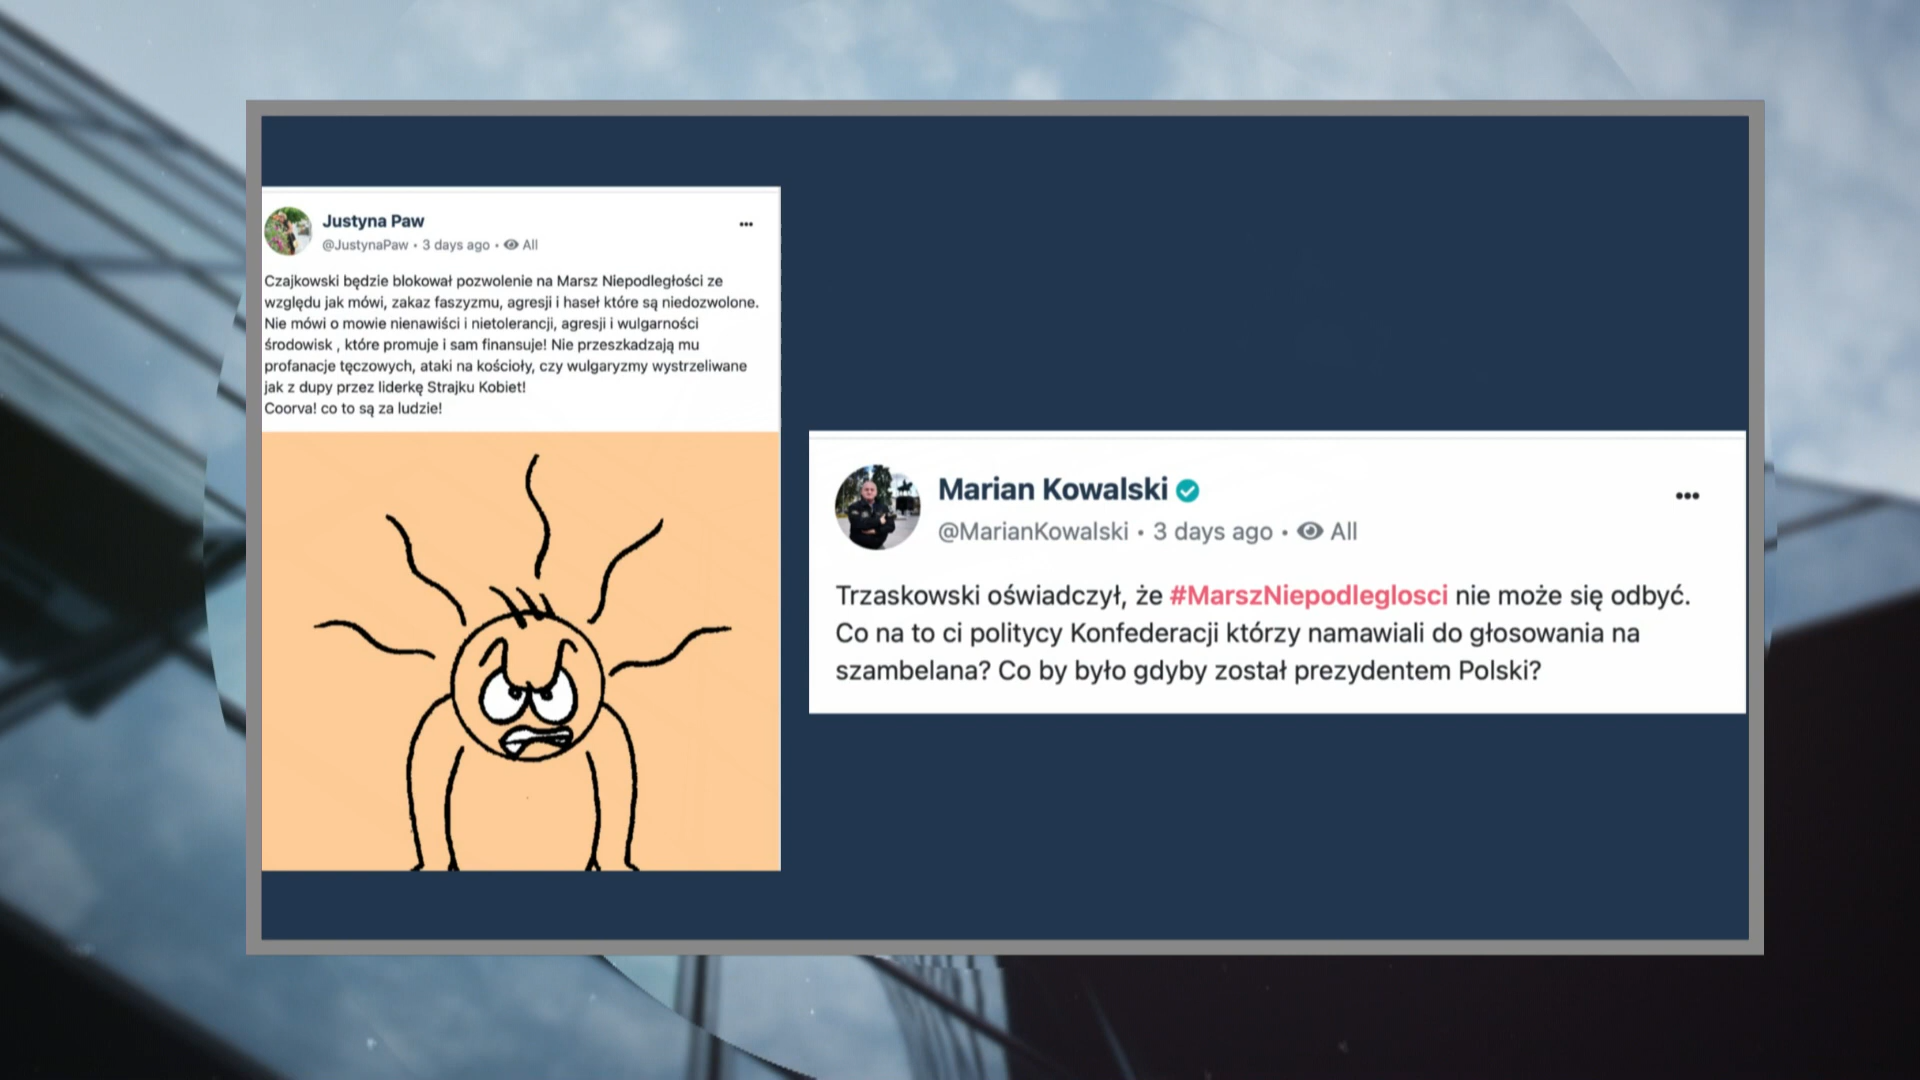 Justyna Paw
@JustynaPaw • 3 days ago • All
Czajkowski będzie blokował pozwolenie na Marsz Niepodległości ze
względu jak mówi, zakaz faszyzmu, agresji i haseł które są niedozwolone.
Nie mówi o mowie nienawiści i nietolerancji, agresji i wulgarności
środowisk , które promuje i sam finansuje! Nie przeszkadzają mu
profanacje tęczowych, ataki na kościoły, czy wulgaryzmy wystrzeliwane
jak z dupy przez liderkę Strajku Kobiet!
Coorva! co to są za ludzie!
Marian Kowalski
@MarianKowalski • 3 days ago • All
Trzaskowski oświadczył, że #MarszNiepodleglosci nie może się odbyć.
Co na to ci politycy Konfederacji którzy namawiali do głosowania na
szambelana? Co by było gdyby został prezydentem Polski?